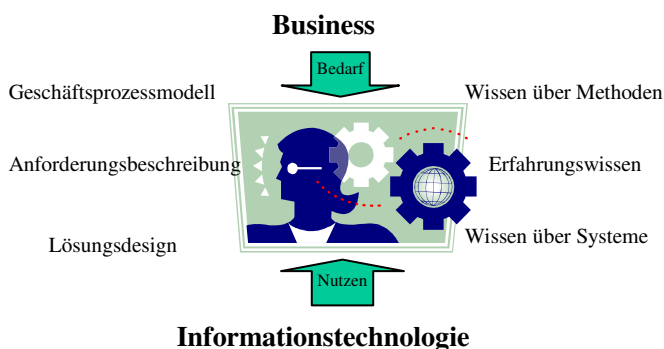 Business
Bedarf
Geschäftsprozessmodell
Wissen über Methoden
Anforderungsbeschreibung
Erfahrungswissen
Lösungsdesign
Wissen über Systeme
Nutzen
Informationstechnologie